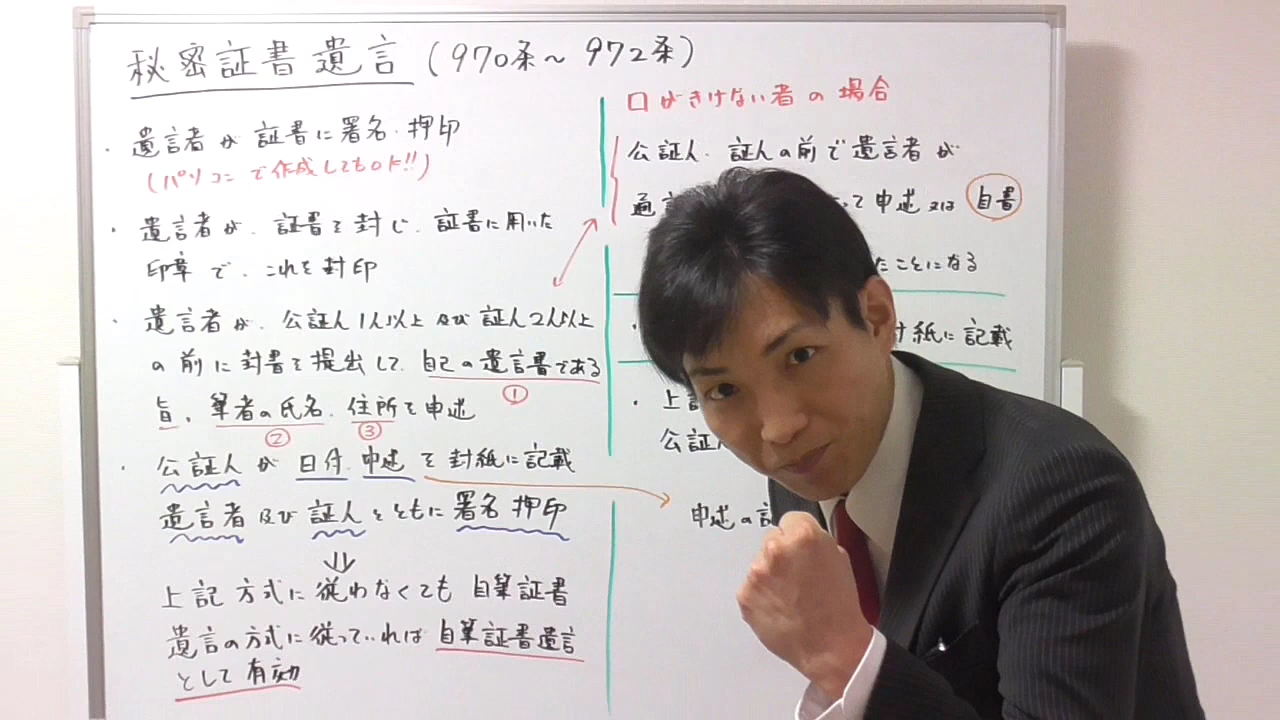 秘密証書遺言(970条～972条)
・遺言者が証書に署名・押印
(パソコンで作成してもOK!!)
・遺言者が、証書を封じ、証書に用いた
印章で、これを封印
・遺言者が、公証人1人以上及び証人2人以上
の前に封書を提出して、自己の遺言書である
①
旨、筆者の氏名、住所を申述
② ③
・公証人が日付、申述を封紙に記載
遺言者及び証人とともに署名押印
⇓
上記方式に従わなくても自筆証書
遺言の方式に従っていれば自筆証書遺言
として有効
口がきけない者の場合
公証人、証人の前で遺言者が
通 って申述又は自書
たことになる
・ 封紙に記載
・上
公証
申述の